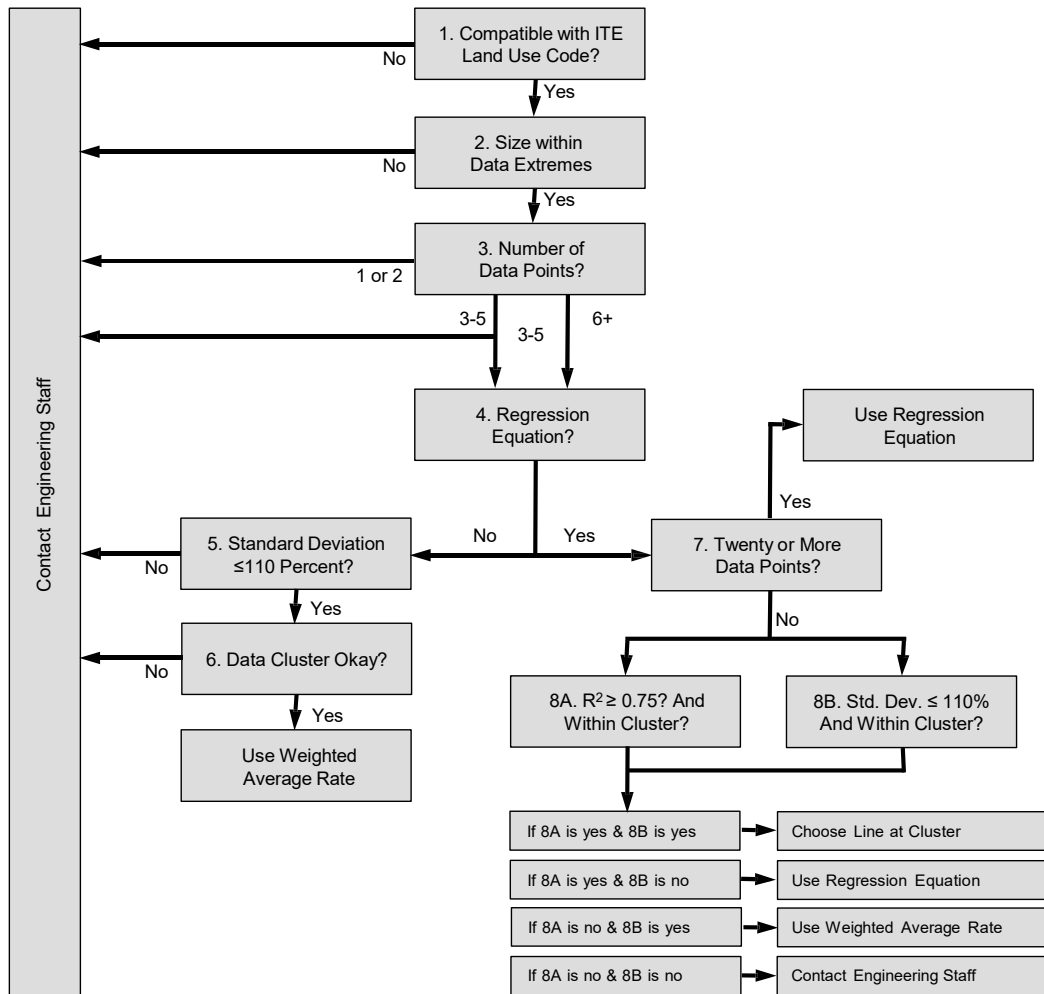 Contact Engineering Staff
1. Compatible with ITE
Land Use Code?
No
Yes
2. Size within
Data Extremes
No
Yes
3. Number of
Data Points?
1 or 2
3-5
3-5
6+
4. Regression
Equation?
Use Regression
Equation
Yes
No
Yes
5. Standard Deviation
≤110 Percent?
No
7. Twenty or More
Data Points?
Yes
No
6. Data Cluster Okay?
No
Yes
8A. R² ≥ 0.75? And
Within Cluster?
8B. Std. Dev. ≤ 110%
And Within Cluster?
Use Weighted
Average Rate
If 8A is yes & 8B is yes
Choose Line at Cluster
If 8A is yes & 8B is no
Use Regression Equation
If 8A is no & 8B is yes
Use Weighted Average Rate
If 8A is no & 8B is no
Contact Engineering Staff